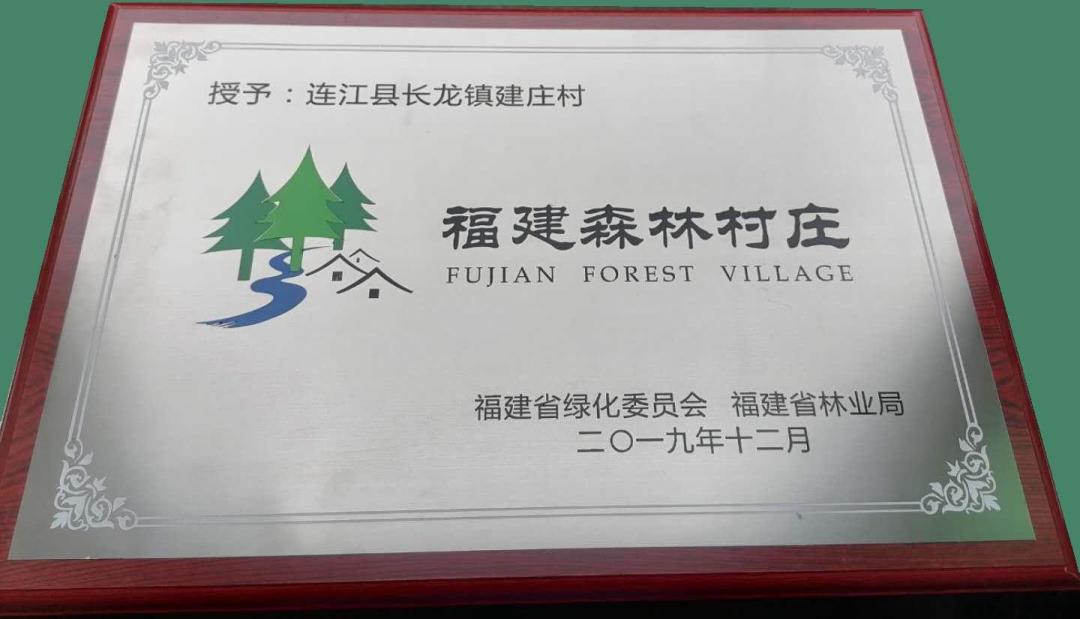 授予：连江县长龙镇建庄村
福建森林村庄
FUJIAN FOREST VILLAGE
福建省绿化委员会 福建省林业局
二〇一九年十二月